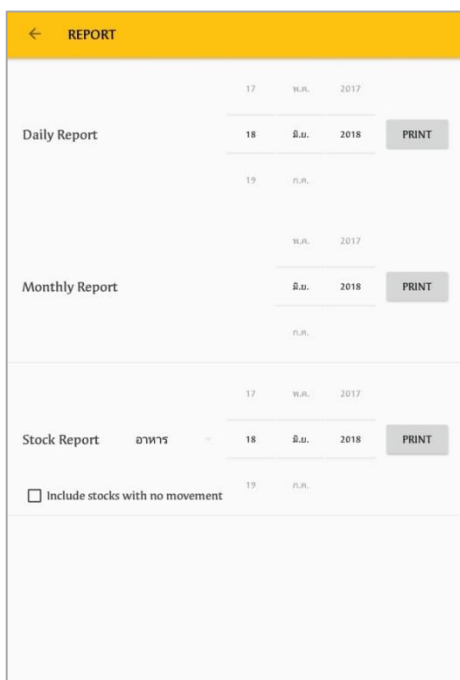 REPORT
17 พ.ค. 2017
Daily Report 18 มิ.ย. 2018 PRINT
19 ก.ค.
พ.ค. 2017
Monthly Report มิ.ย. 2018 PRINT
ก.ค.
17 พ.ค. 2017
Stock Report อาหาร 18 มิ.ย. 2018 PRINT
19 ก.ค.
Include stocks with no movement